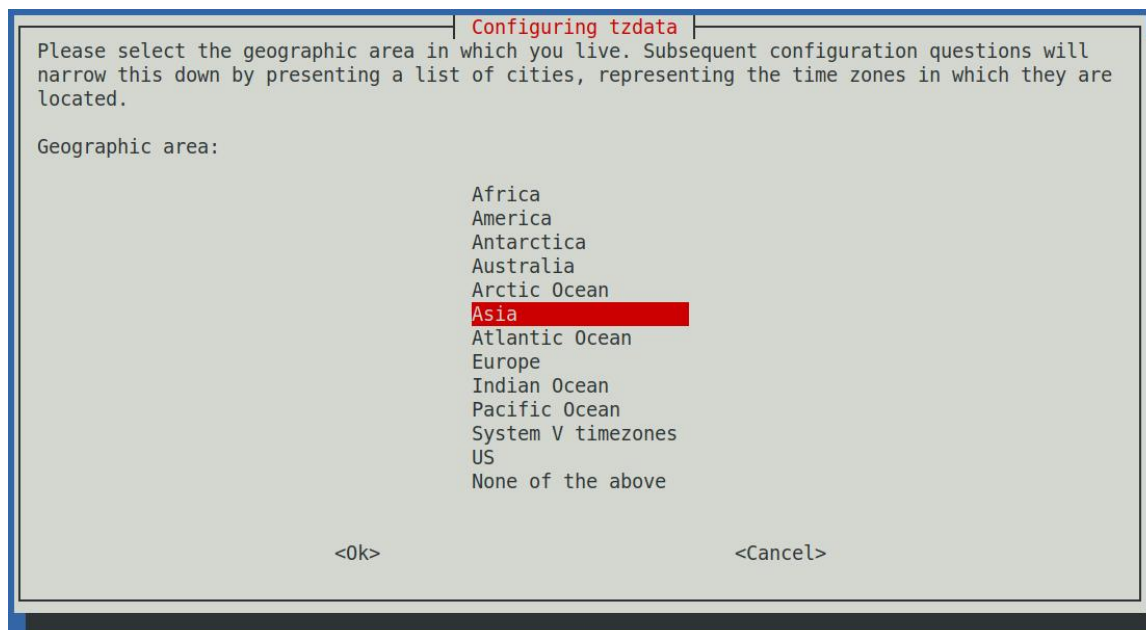 Configuring tzdata
Please select the geographic area in which you live. Subsequent configuration questions will
narrow this down by presenting a list of cities, representing the time zones in which they are
located.
Geographic area:
Africa
America
Antarctica
Australia
Arctic Ocean
Asia
Atlantic Ocean
Europe
Indian Ocean
Pacific Ocean
System V timezones
US
None of the above
<Ok> <Cancel>